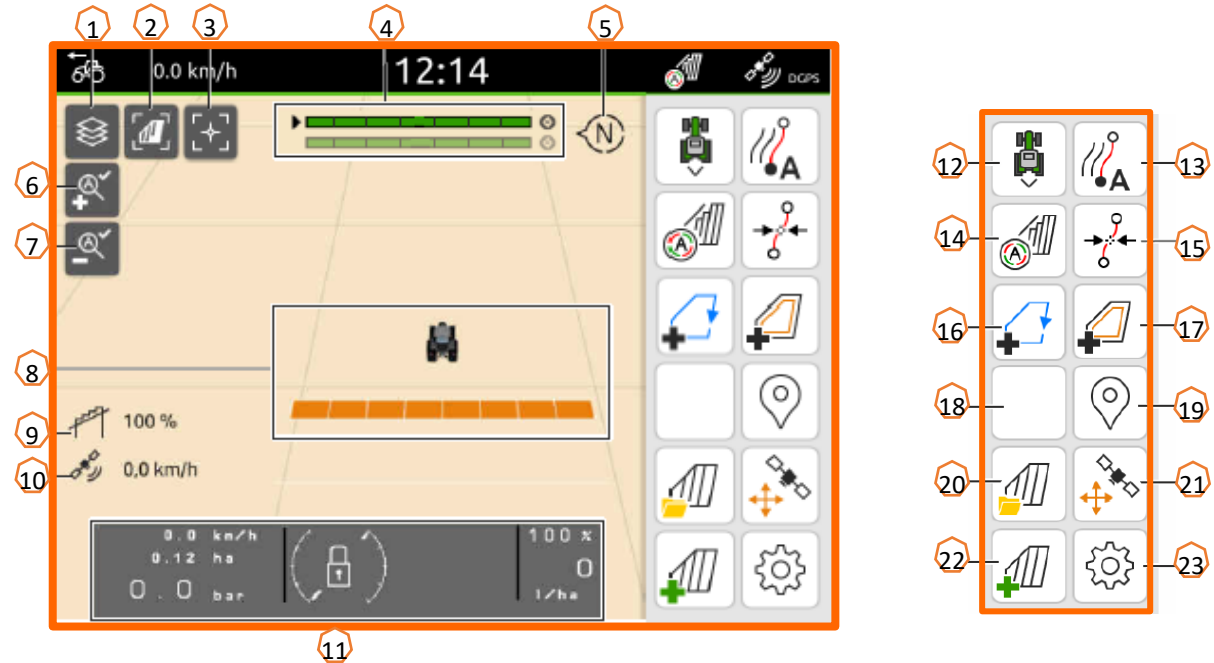 1 2 3 4 5
0.0 km/h 12:14 DGPS
N
A
6 A
A
7 A
8
9 100 %
10 0,0 km/h
0.0 km/h
0.12 ha
0.0 bar
100 %
0
l/ha
11
12 13
A
14 A 15
16 17
18 19
20 21
22 23